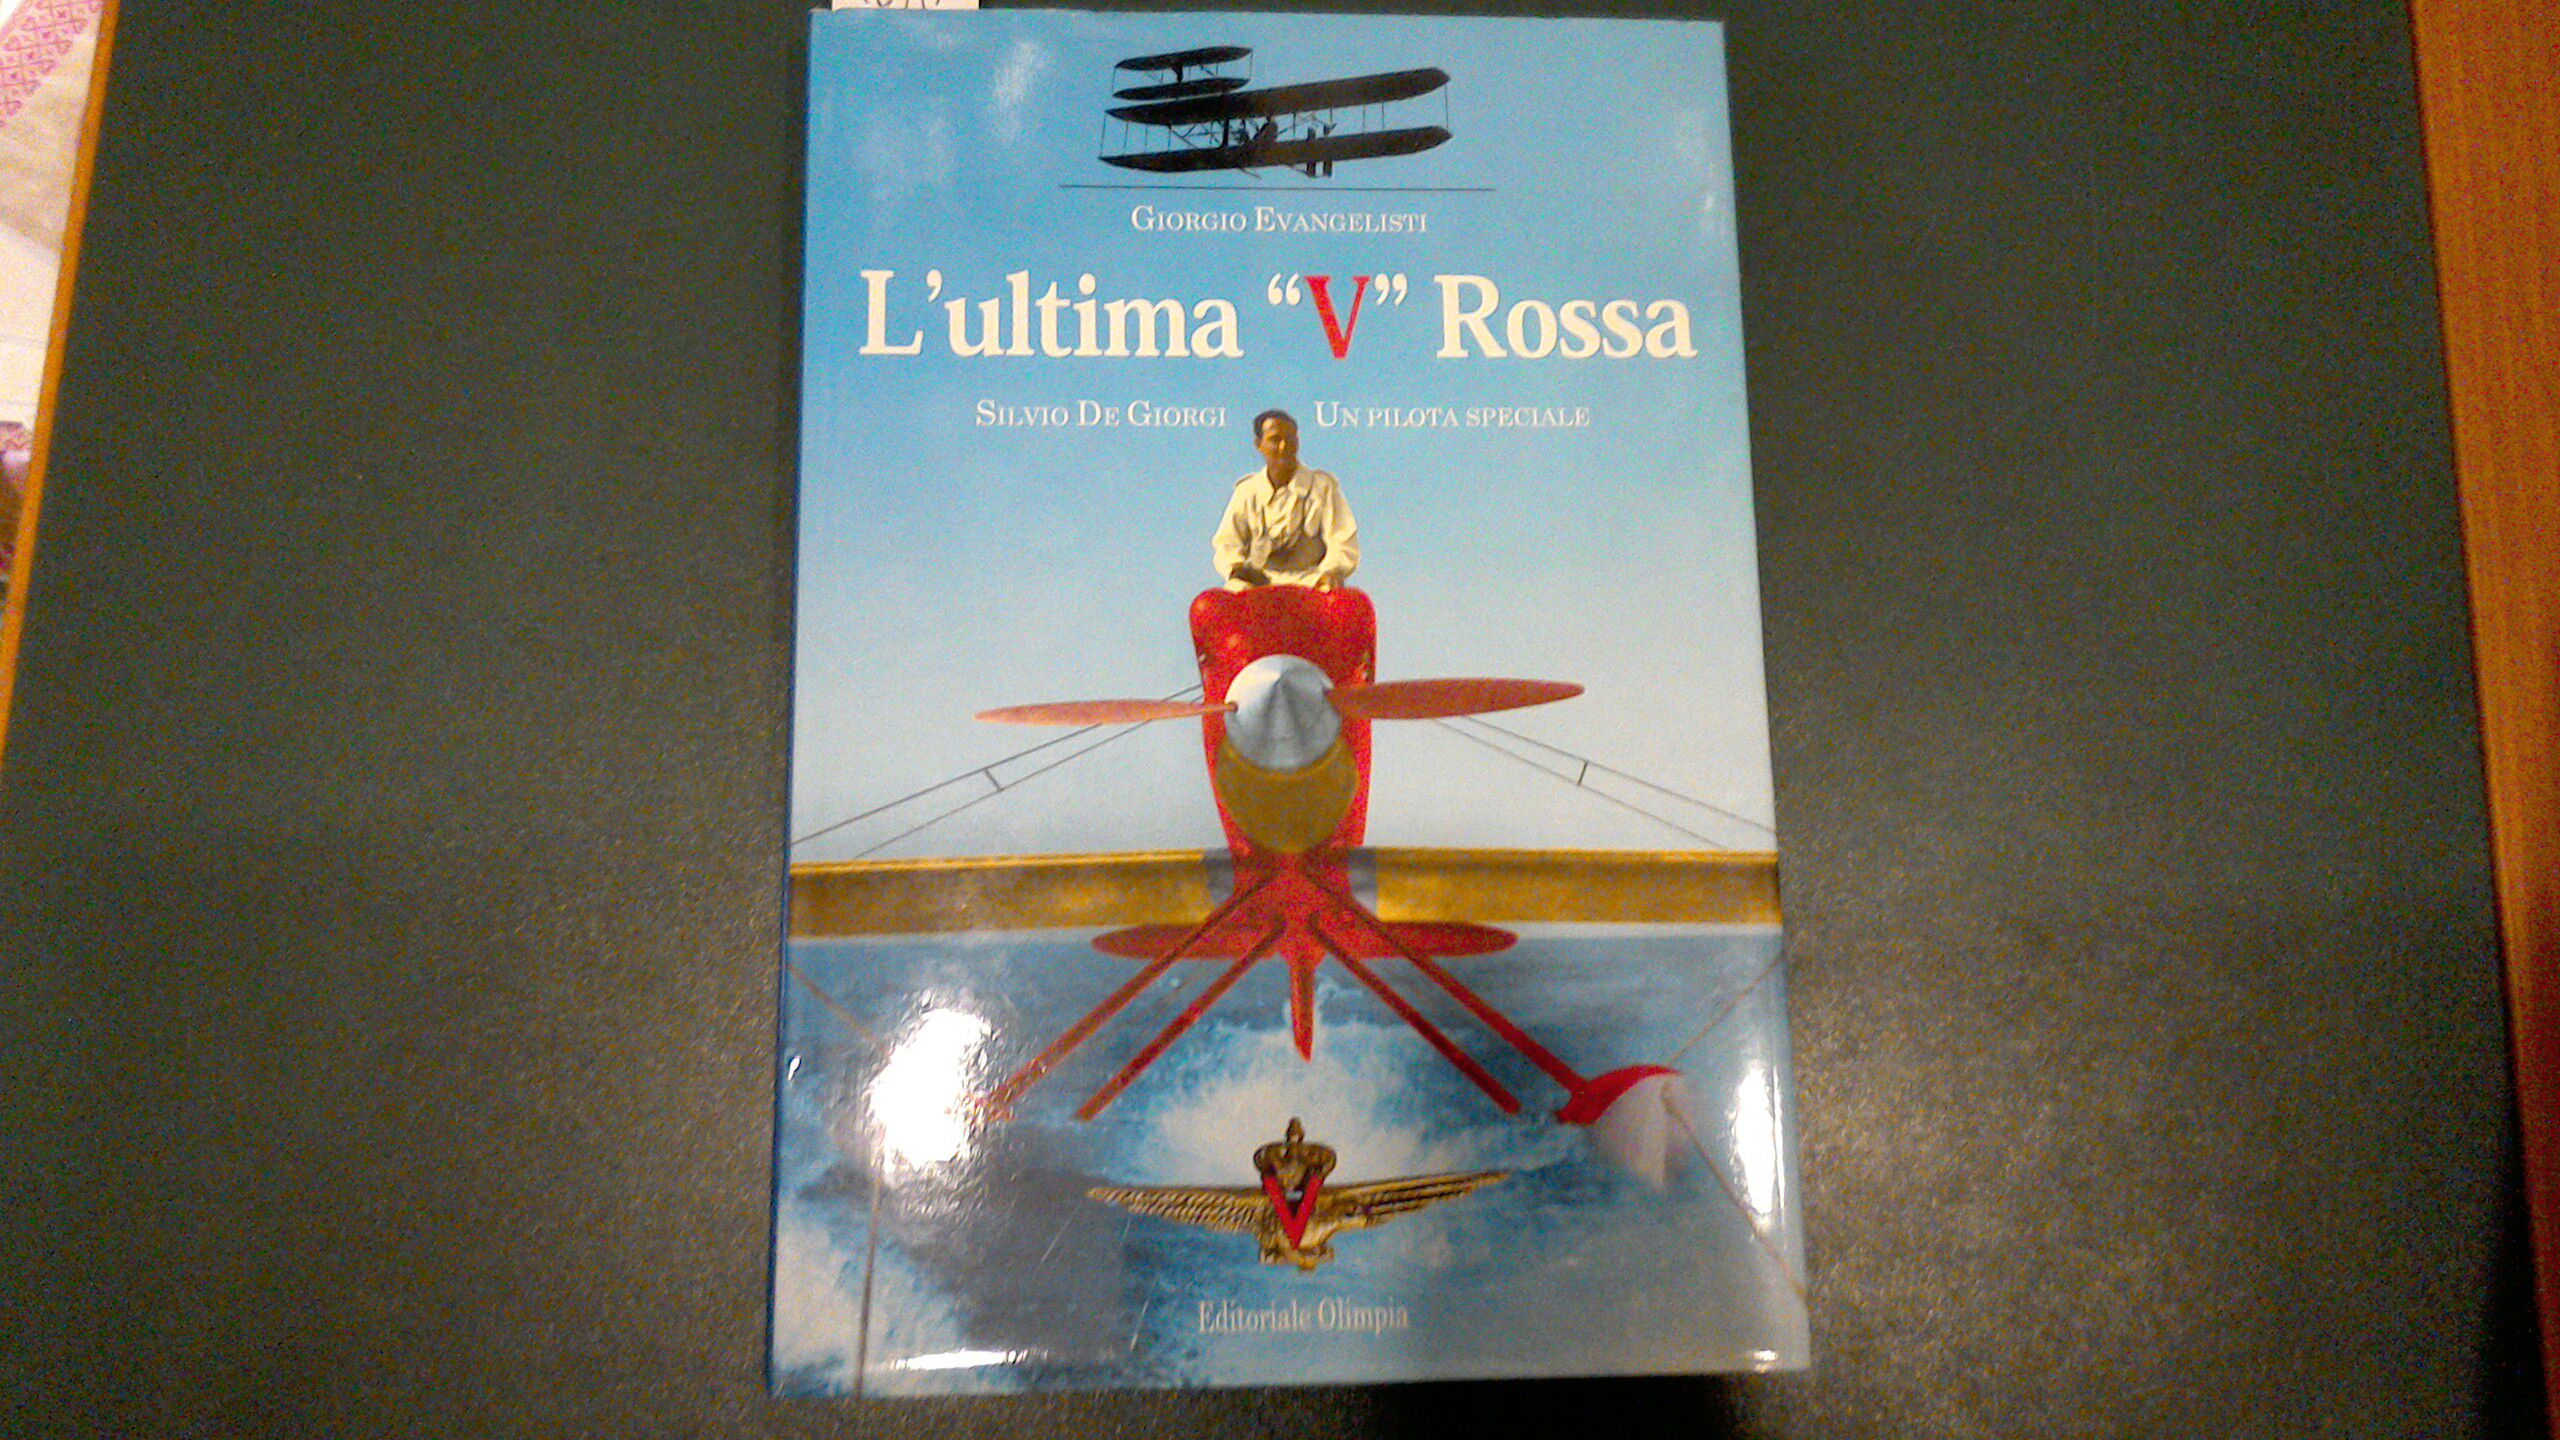 GIORGIO EVANGELISTI
L'ultima “V” Rossa
SILVIO DE GIORGI UN PILOTA SPECIALE
V
Editoriale Olimpia